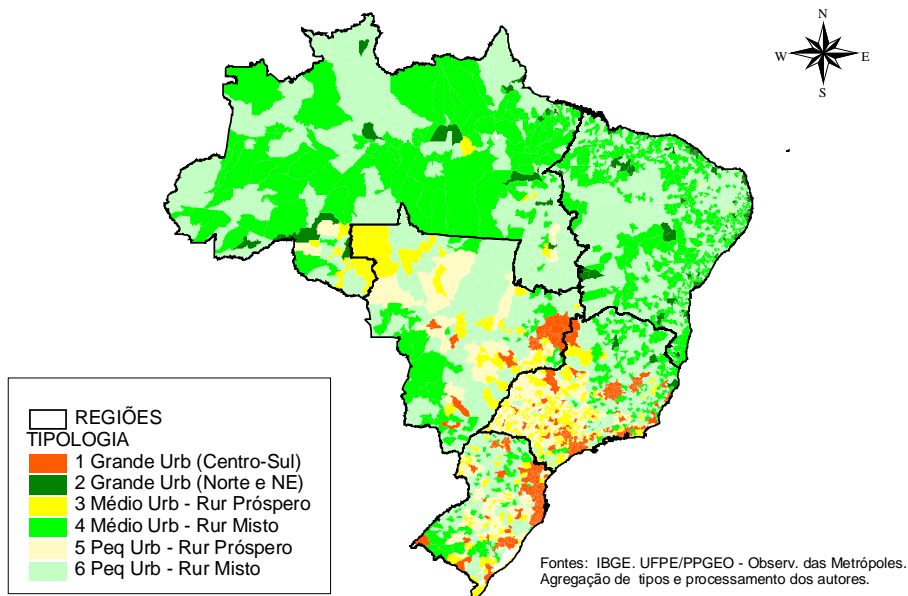 N
W E
S
REGIÕES
TIPOLOGIA
1 Grande Urb (Centro-Sul)
2 Grande Urb (Norte e NE)
3 Médio Urb - Rur Próspero
4 Médio Urb - Rur Misto
5 Peq Urb - Rur Próspero
6 Peq Urb - Rur Misto
Fontes: IBGE. UFPE/PPGEO - Observ. das Metrópoles.
Agregação de tipos e processamento dos autores.